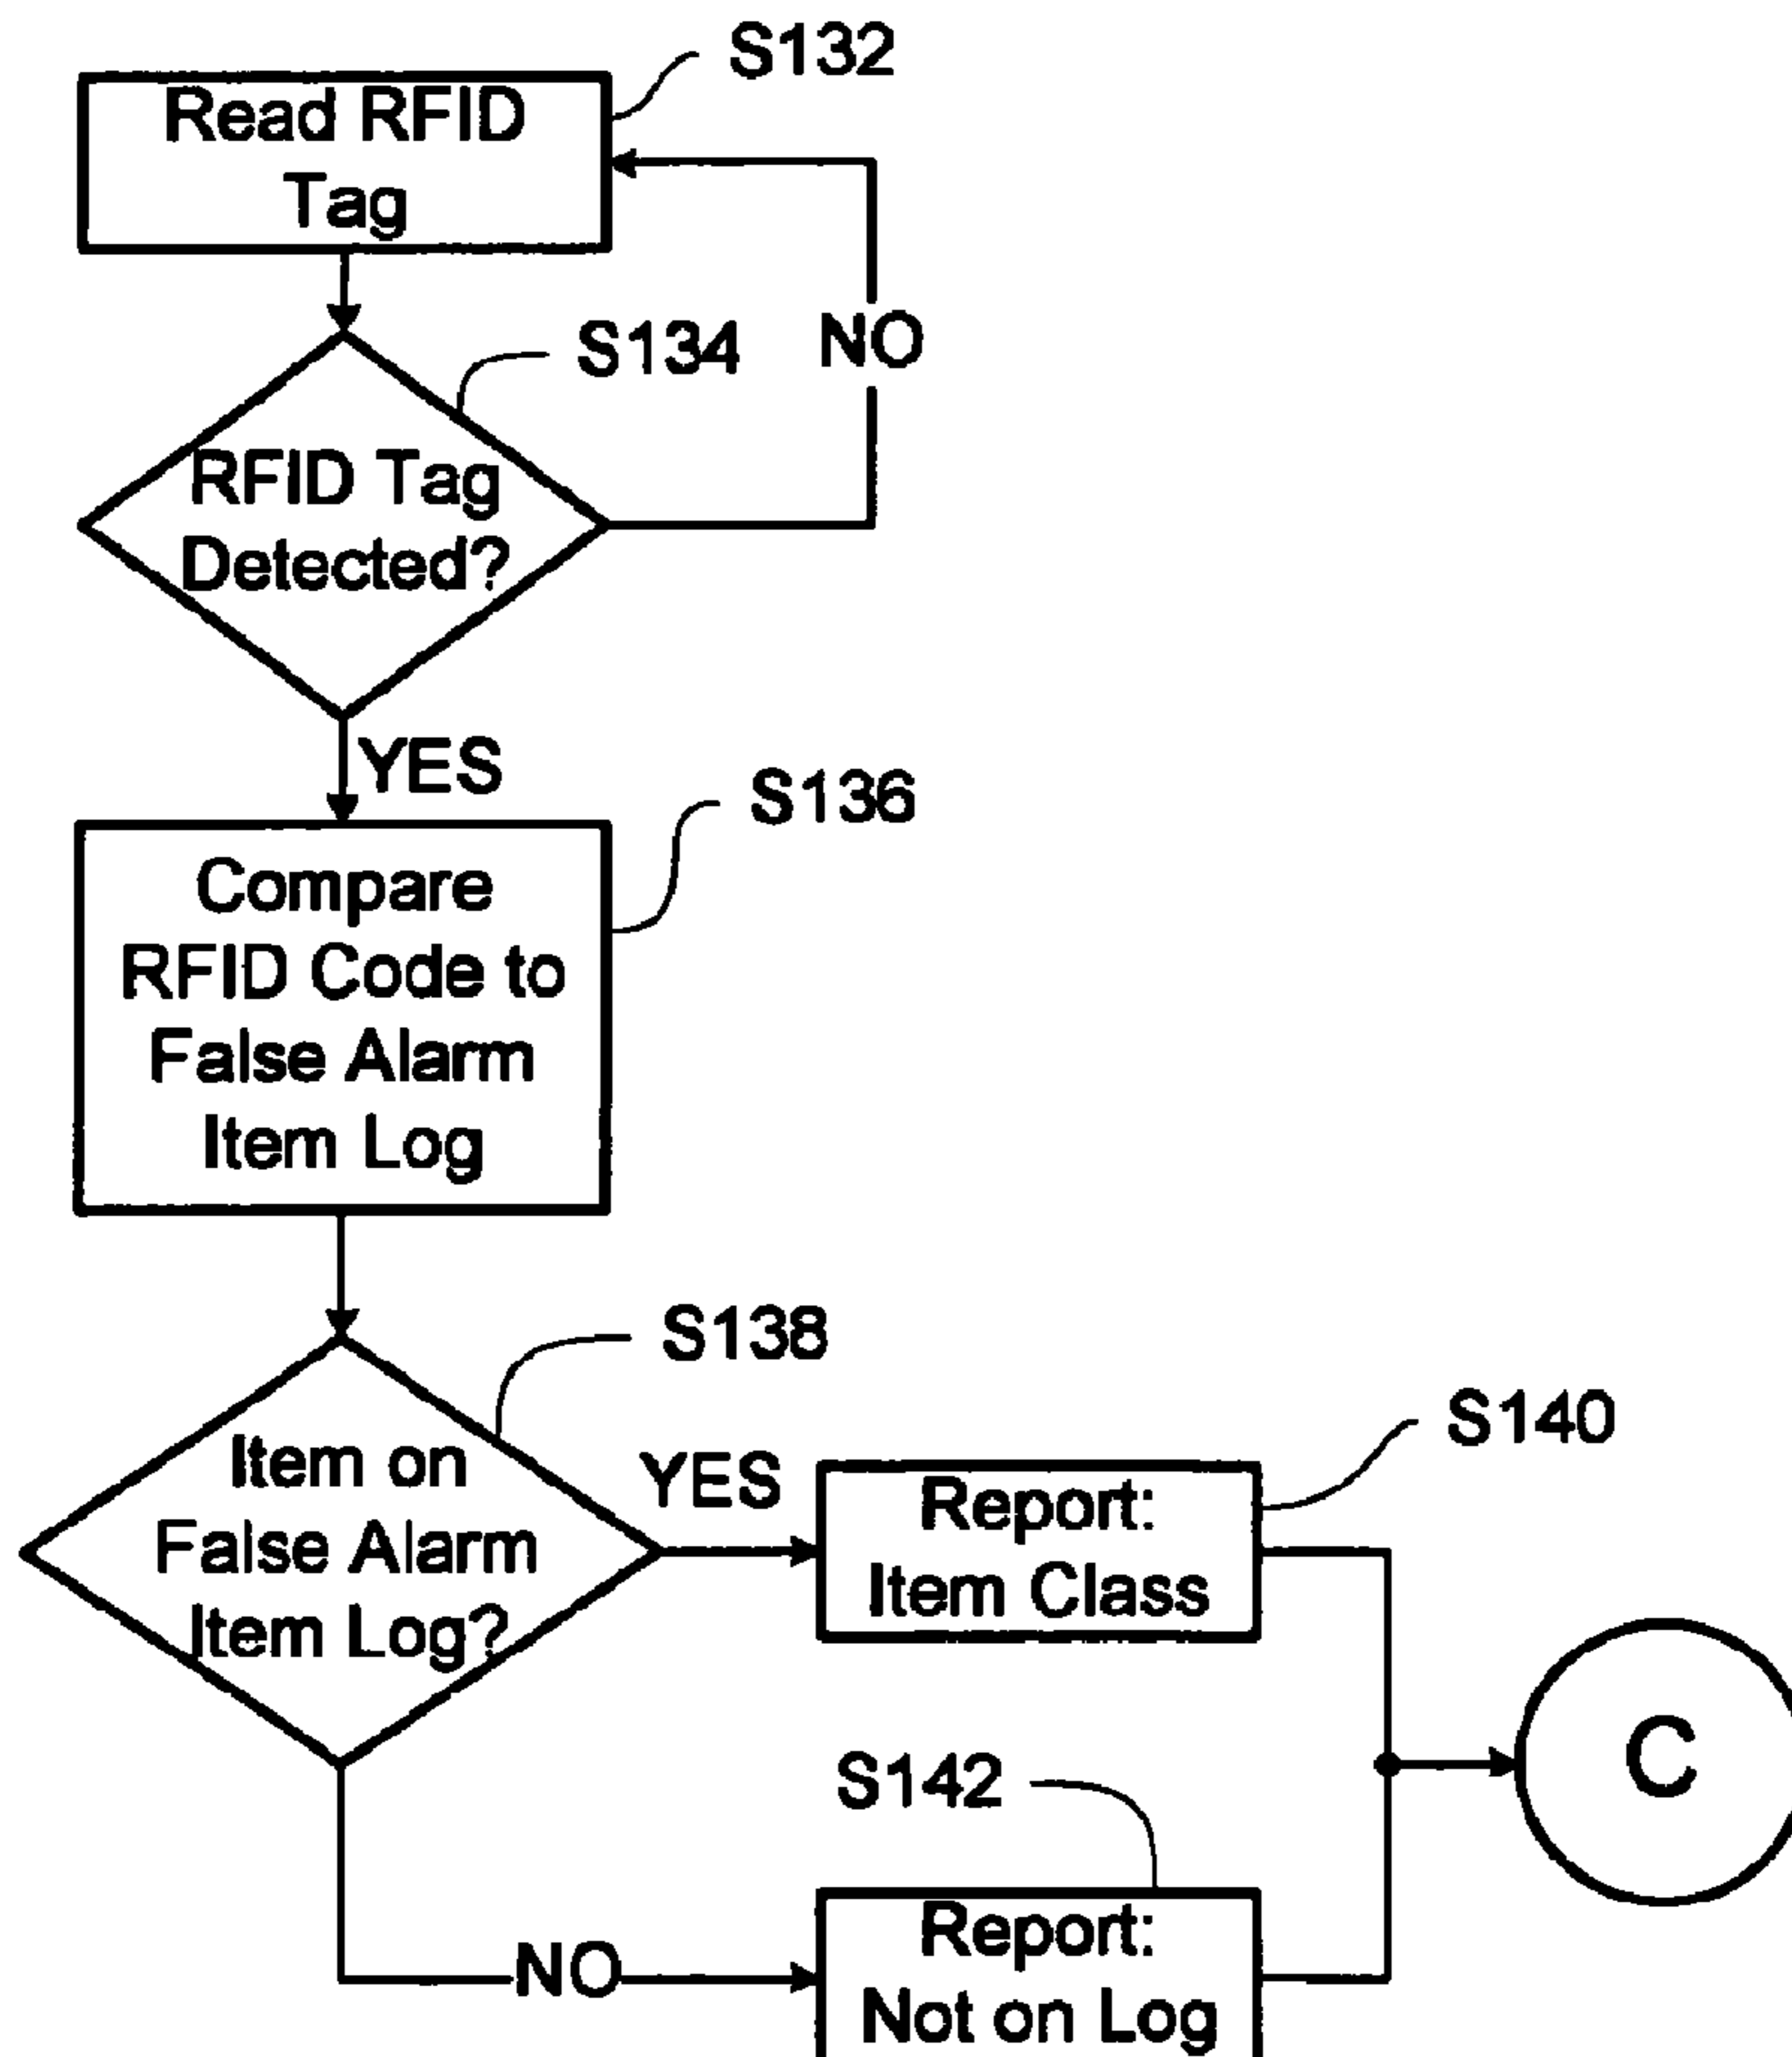 S132
Read RFID
Tag
S134
NO
RFID Tag
Detected?
YES
S136
Compare
RFID Code to
False Alarm
Item Log
S138
Item on
False Alarm
Item Log?
YES
S140
Report:
Item Class
C
S142
NO
Report:
Not on Log